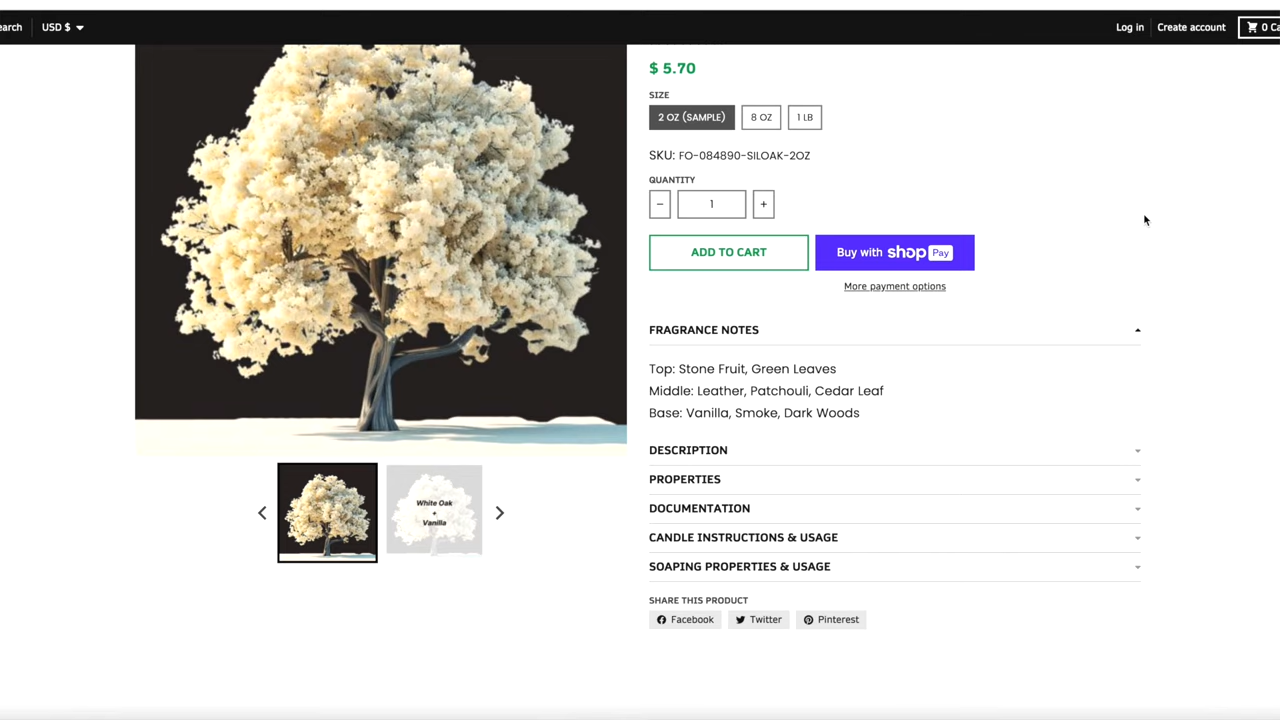 earch
USD $
Log in
Create account
0 Ca
$ 5.70
SIZE
2 OZ (SAMPLE)
8 OZ
1 LB
SKU: FO-084890-SILOAK-2OZ
QUANTITY
− 1 +
ADD TO CART
Buy with shop Pay
More payment options
FRAGRANCE NOTES
Top: Stone Fruit, Green Leaves
Middle: Leather, Patchouli, Cedar Leaf
Base: Vanilla, Smoke, Dark Woods
DESCRIPTION
PROPERTIES
DOCUMENTATION
CANDLE INSTRUCTIONS & USAGE
SOAPING PROPERTIES & USAGE
SHARE THIS PRODUCT
Facebook
Twitter
Pinterest
White Oak
+
Vanilla